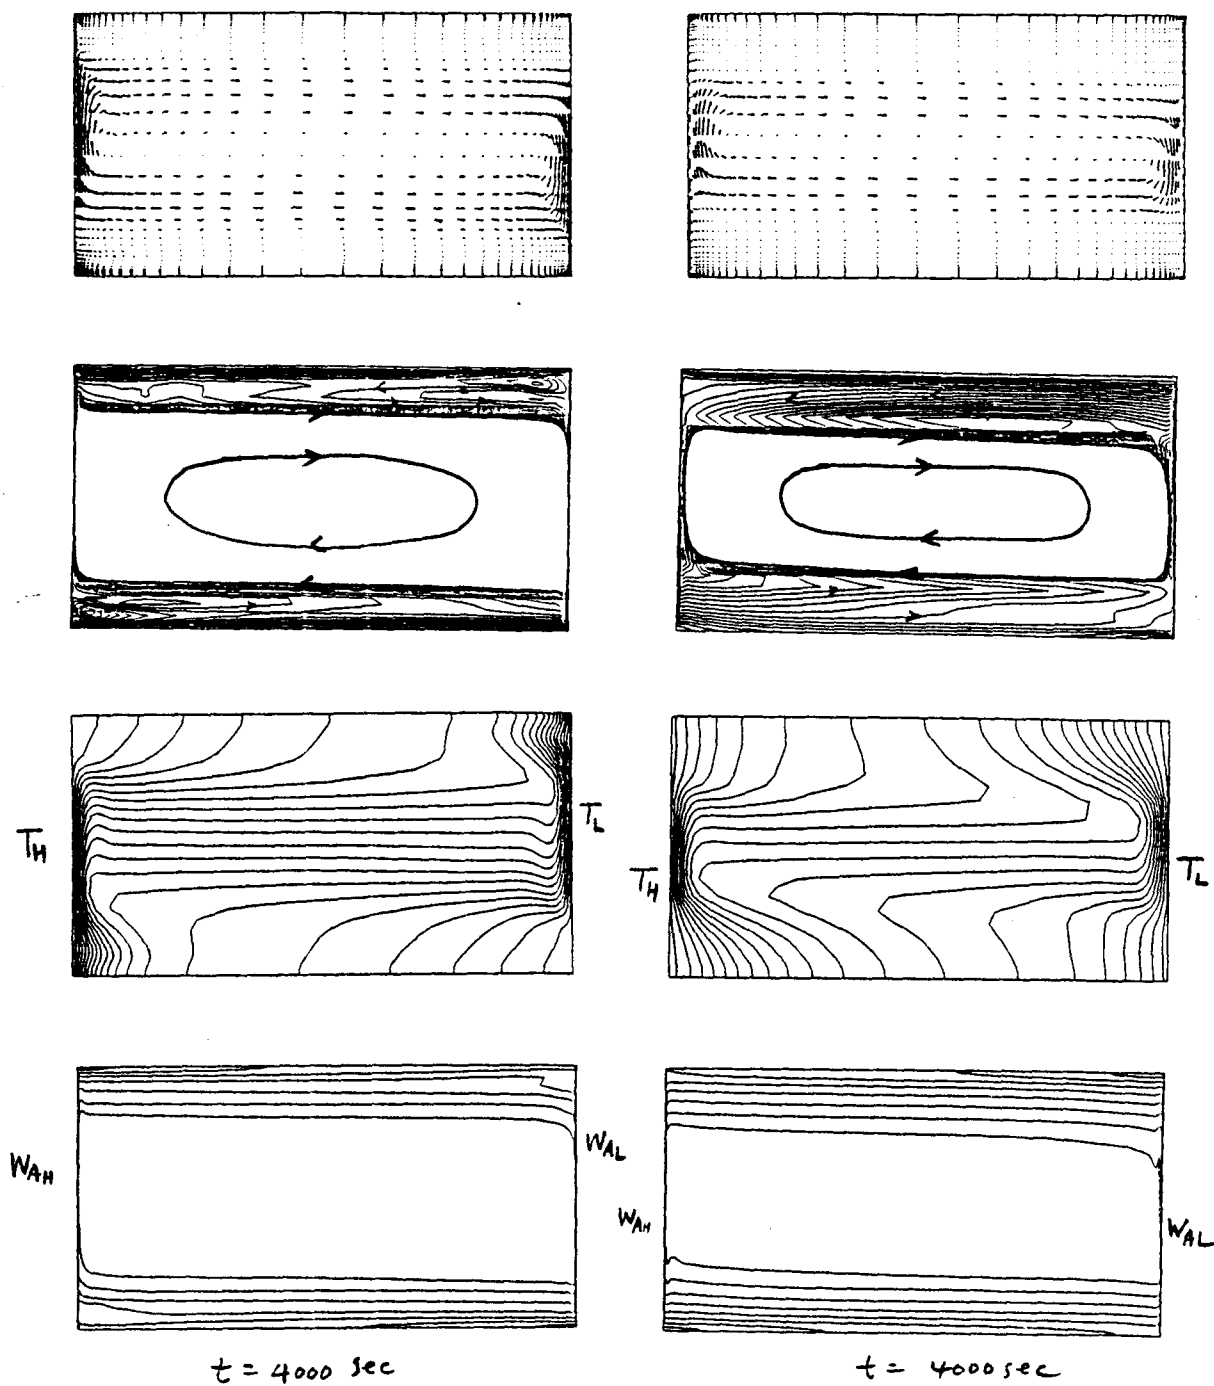 T_H
T_L
T_H
T_L
W_AH
W_AL
W_AH
W_AL
t = 4000 sec
t = 4000 sec